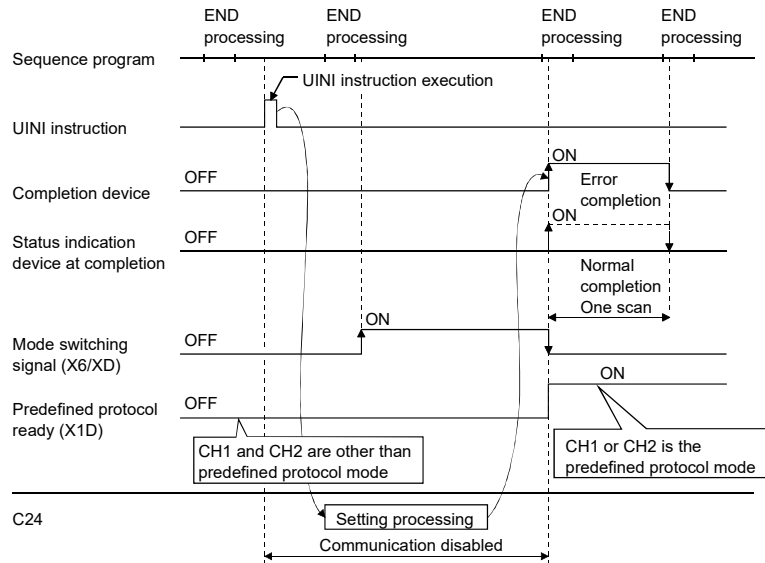 END
processing
END
processing
END
processing
END
processing
Sequence program
UINI instruction execution
UINI instruction
ON
OFF
Completion device
Error
completion
ON
OFF
Status indication
device at completion
Normal
completion
One scan
ON
OFF
Mode switching
signal (X6/XD)
ON
OFF
Predefined protocol
ready (X1D)
CH1 and CH2 are other than
predefined protocol mode
CH1 or CH2 is the
predefined protocol mode
C24
Setting processing
Communication disabled